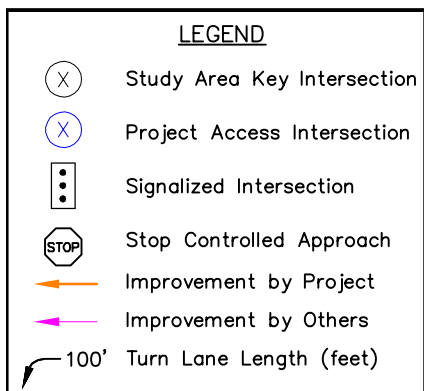 LEGEND
X Study Area Key Intersection
X Project Access Intersection
Signalized Intersection
STOP Stop Controlled Approach
Improvement by Project
Improvement by Others
100' Turn Lane Length (feet)